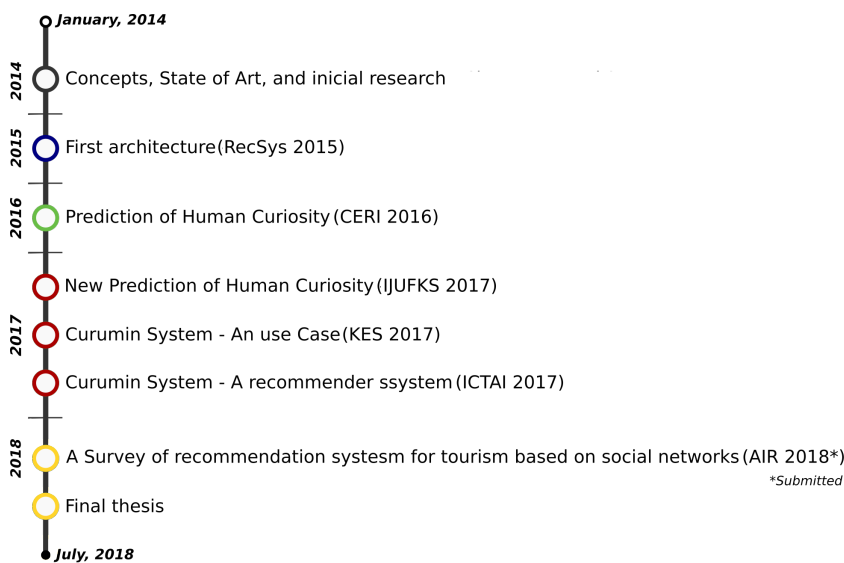 January, 2014
2014
Concepts, State of Art, and inicial research
2015
First architecture (RecSys 2015)
2016
Prediction of Human Curiosity (CERI 2016)
2017
New Prediction of Human Curiosity (IJUFKS 2017)
Curumin System - An use Case (KES 2017)
Curumin System - A recommender ssystem (ICTAI 2017)
2018
A Survey of recommendation systesm for tourism based on social networks (AIR 2018*)
*Submitted
Final thesis
July, 2018